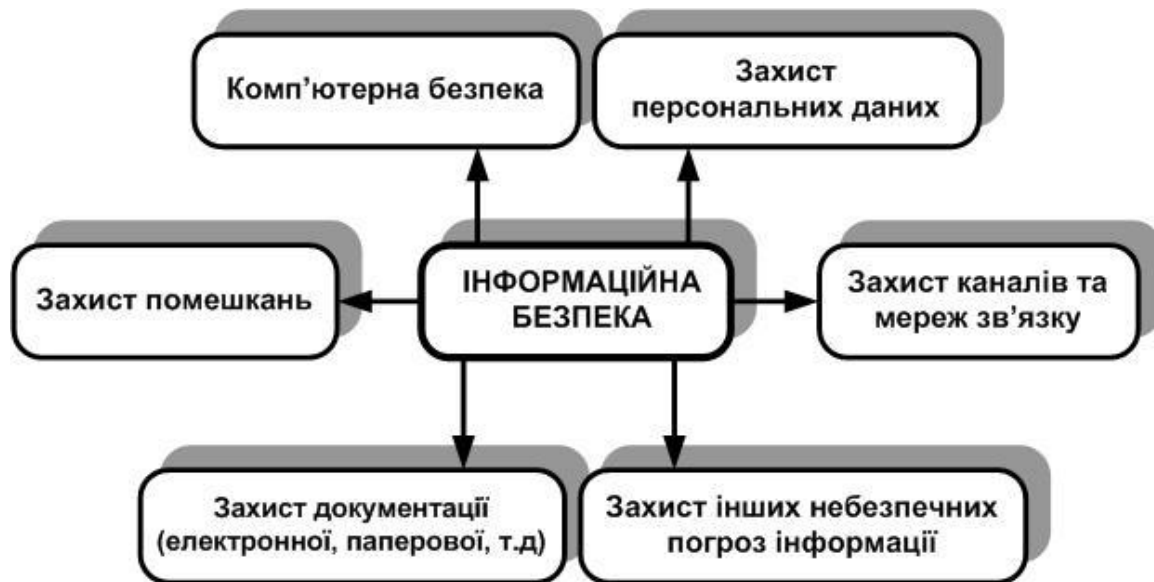 Комп’ютерна безпека
Захист
персональних даних
Захист помешкань
ІНФОРМАЦІЙНА
БЕЗПЕКА
Захист каналів та
мереж зв’язку
Захист документації
(електронної, паперової, т.д)
Захист інших небезпечних
погроз інформації